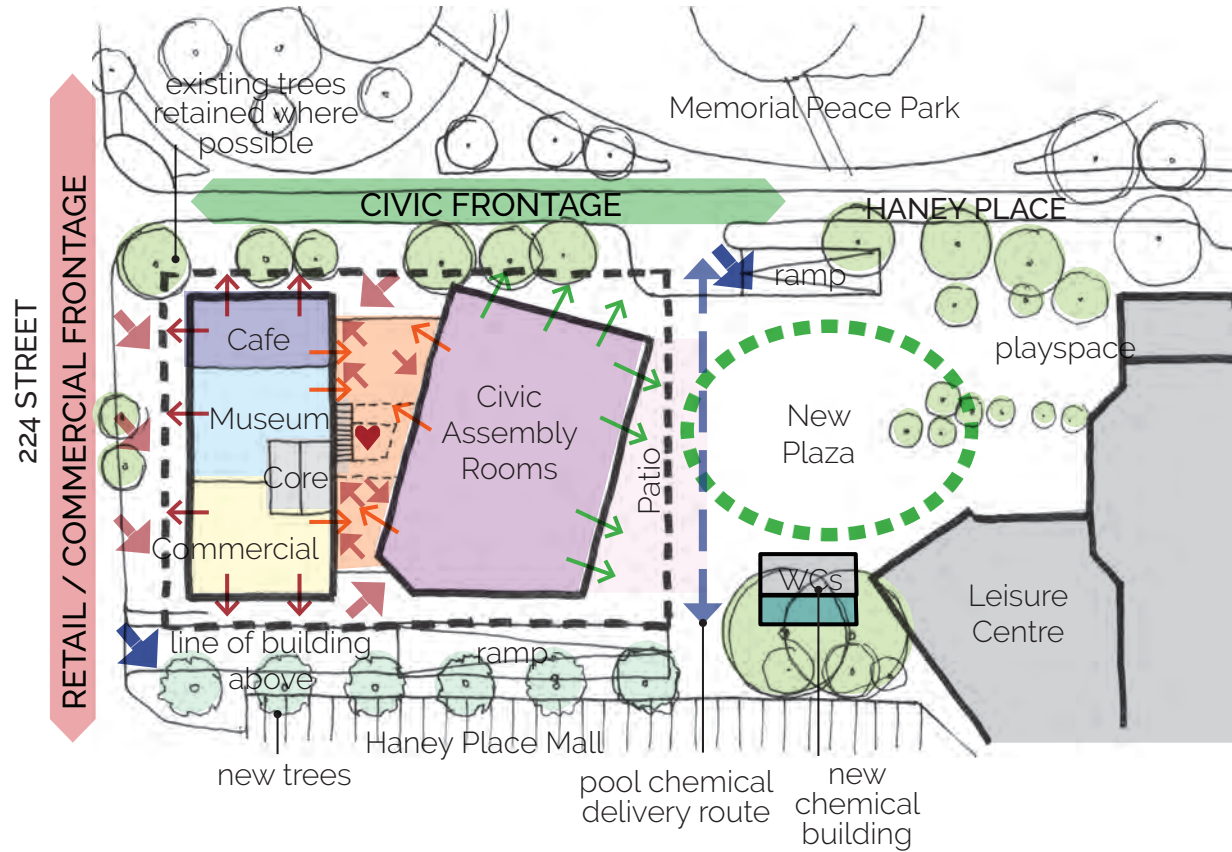 existing trees
retained where
possible
Memorial Peace Park
CIVIC FRONTAGE
HANEY PLACE
224 STREET
RETAIL / COMMERCIAL FRONTAGE
ramp
Cafe
playspace
Museum
Civic
Assembly
Rooms
New
Plaza
Core
Patio
Commercial
WCs
Leisure
Centre
line of building
above
ramp
Haney Place Mall
new trees
pool chemical
delivery route
new
chemical
building